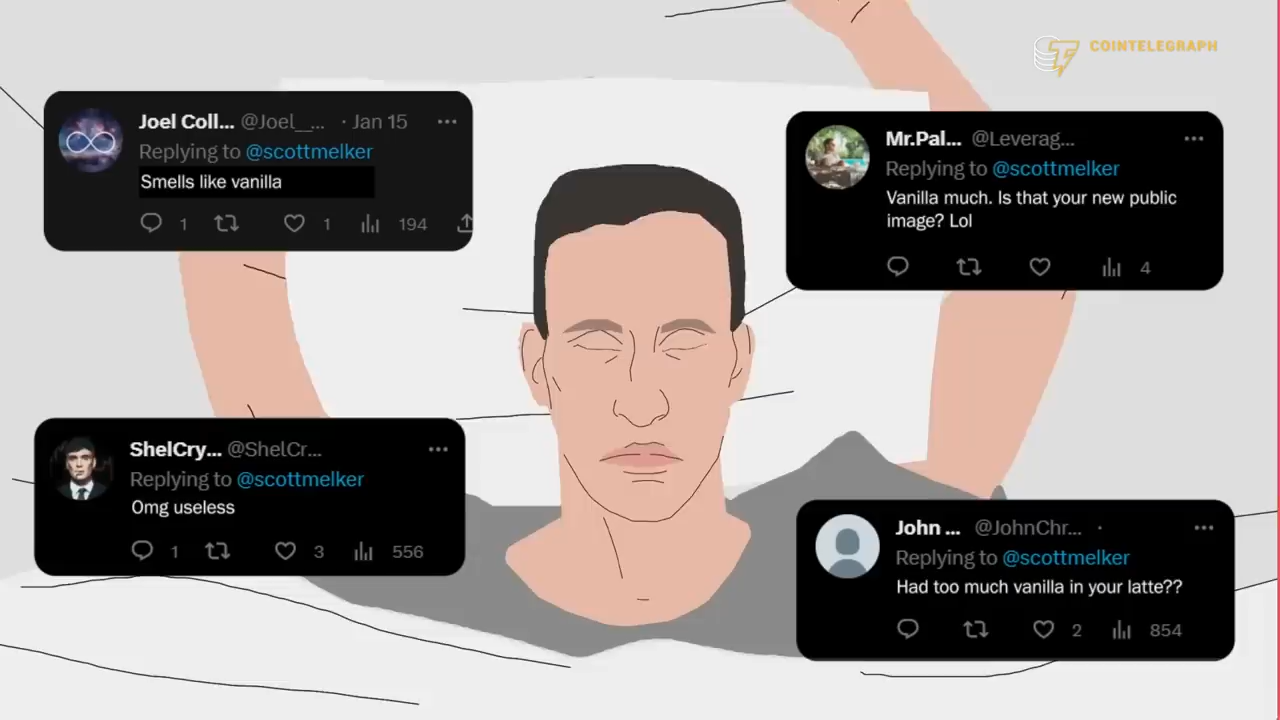 COINTELEGRAPH
Joel Coll... @Joel__... · Jan 15 ...
Replying to @scottmelker
Smells like vanilla
1 1 194
Mr.Pal... @Leverag... ...
Replying to @scottmelker
Vanilla much. Is that your new public
image? Lol
4
ShelCry... @ShelCr... ...
Replying to @scottmelker
Omg useless
1 3 556
John ... @JohnChr... · ...
Replying to @scottmelker
Had too much vanilla in your latte??
2 854